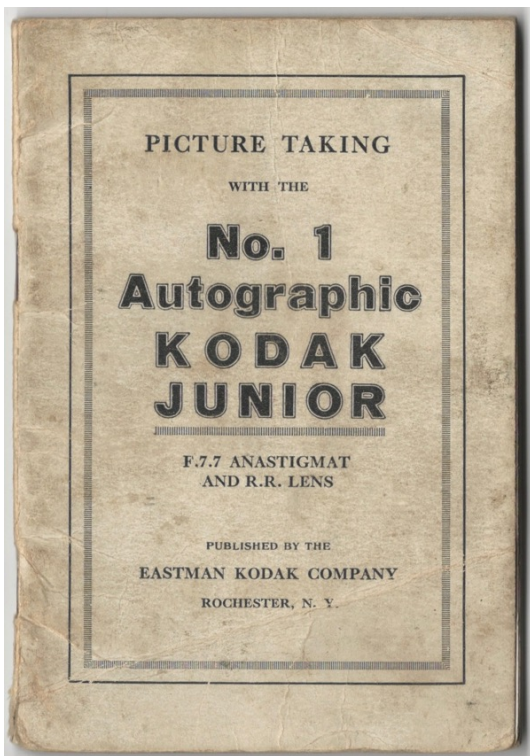 PICTURE TAKING
WITH THE
No. 1
Autographic
KODAK
JUNIOR
F.7.7 ANASTIGMAT
AND R.R. LENS
PUBLISHED BY THE
EASTMAN KODAK COMPANY
ROCHESTER, N. Y.